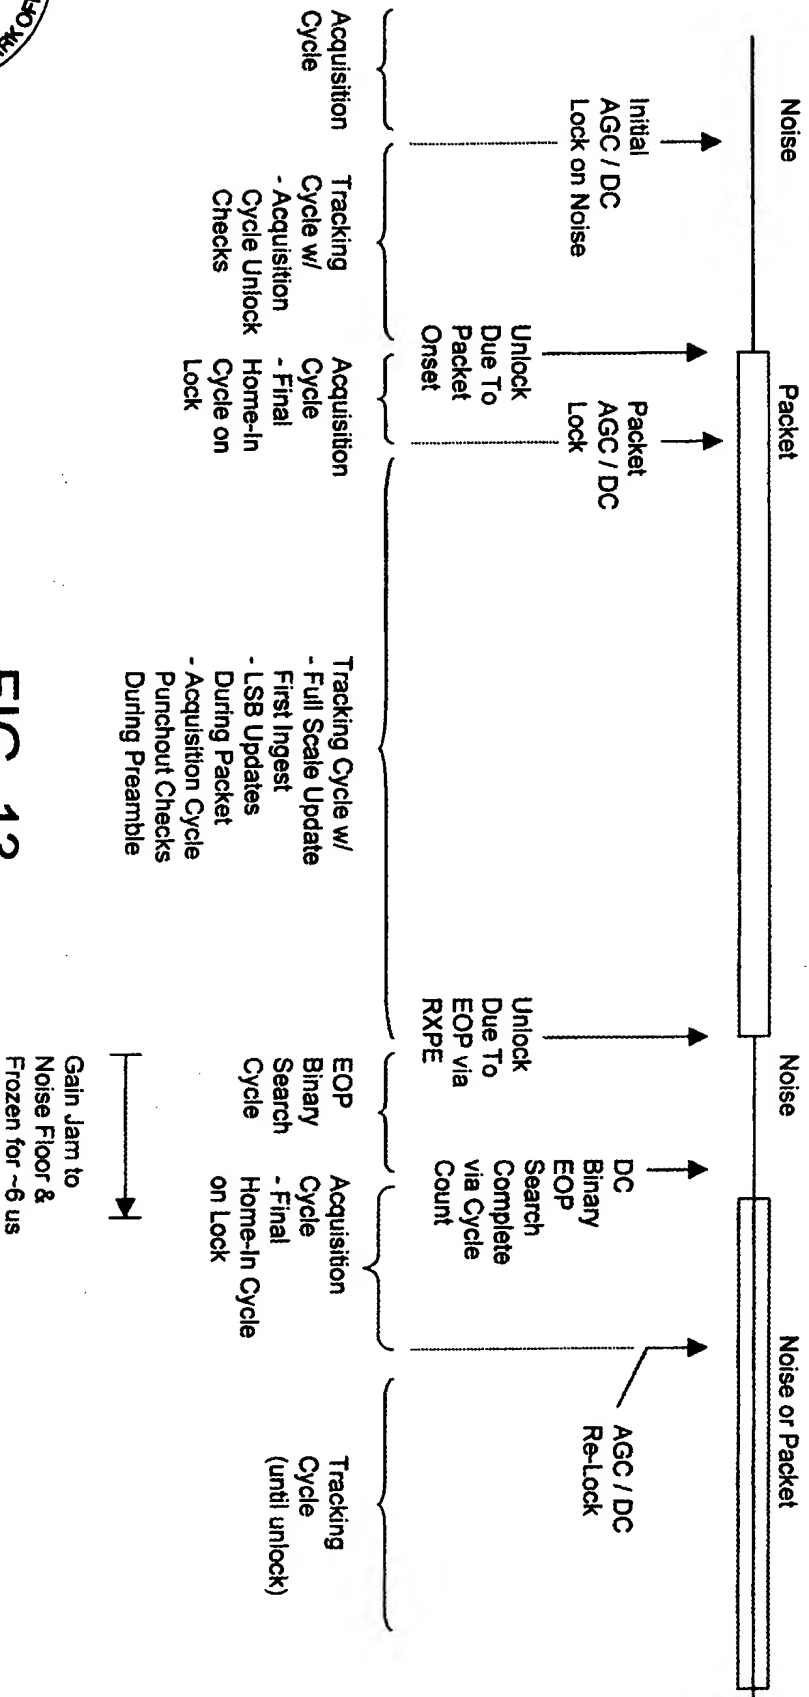 Noise
Packet
Noise
Noise or Packet
Initial
AGC / DC
Lock on Noise
Unlock
Due To
Packet
Onset
Packet
AGC / DC
Lock
Unlock
Due To
EOP via
RXPE
DC
Binary
EOP
Search
Complete
via Cycle
Count
AGC / DC
Re-Lock
Acquisition
Cycle
Tracking
Cycle w/
- Acquisition
Cycle Unlock
Checks
Acquisition
Cycle
- Final
Home-In
Cycle on
Lock
Tracking Cycle w/
- Full Scale Update
First Ingest
- LSB Updates
During Packet
- Acquisition Cycle
Punchout Checks
During Preamble
EOP
Binary
Search
Cycle
Acquisition
Cycle
- Final
Home-In Cycle
on Lock
Tracking
Cycle
(until unlock)
Gain Jam to
Noise Floor &
Frozen for ~6 us